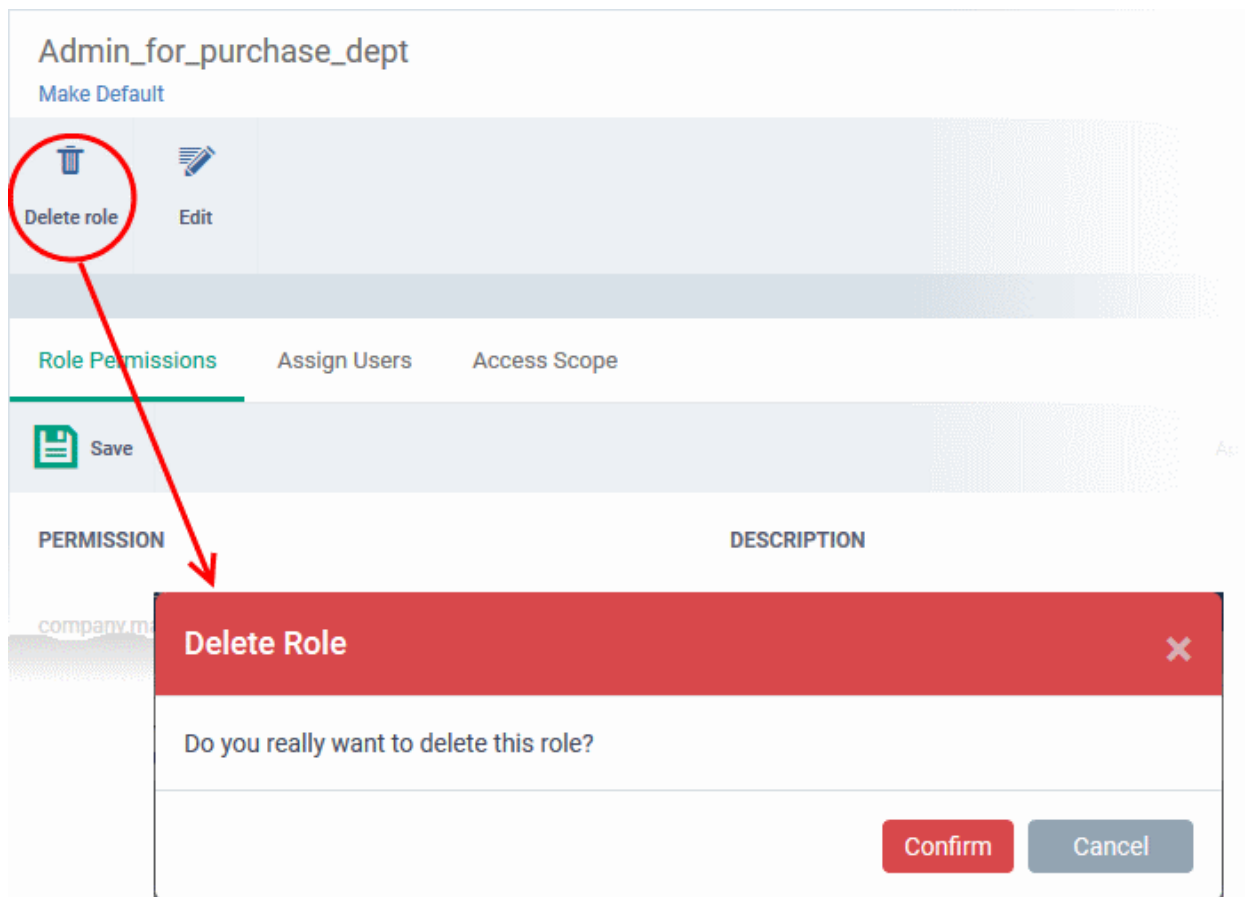 Admin_for_purchase_dept
Make Default
Delete role Edit
Role Permissions Assign Users Access Scope
Save
PERMISSION DESCRIPTION
Delete Role
Do you really want to delete this role?
Confirm Cancel